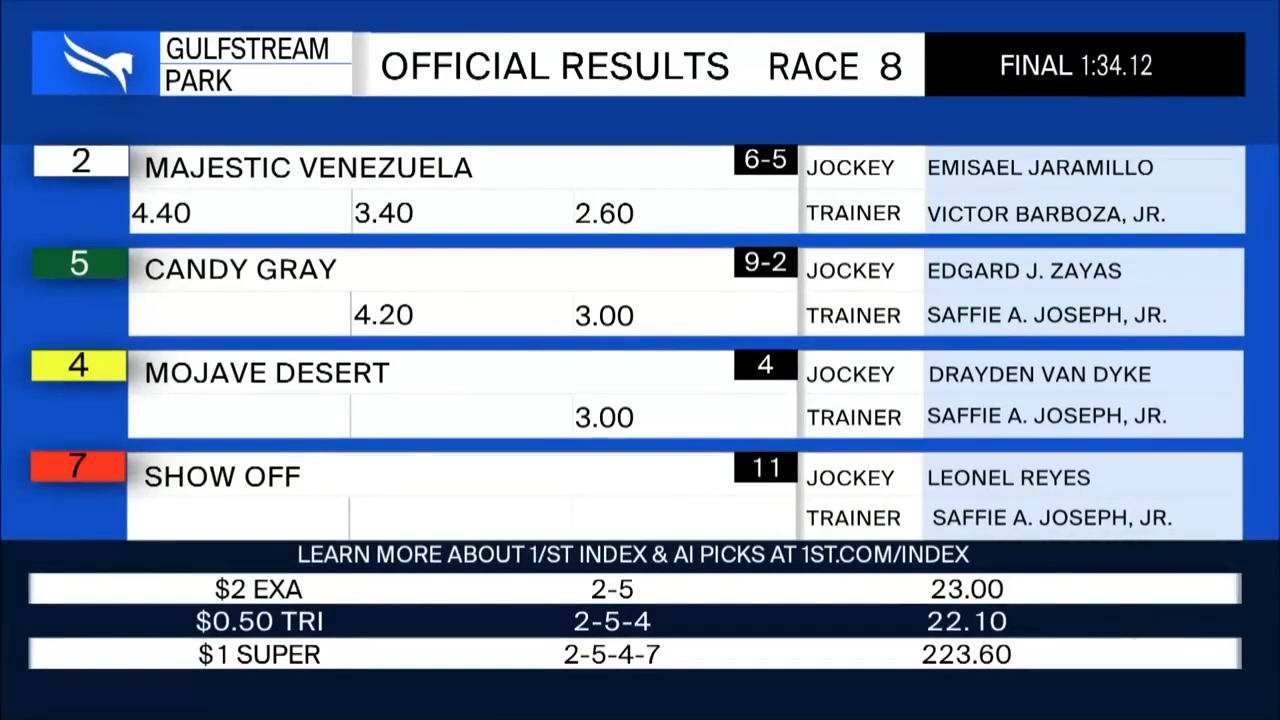 GULFSTREAM
PARK
OFFICIAL RESULTS RACE 8
FINAL 1:34.12
2 MAJESTIC VENEZUELA 6-5 JOCKEY EMISAEL JARAMILLO
4.40 3.40 2.60 TRAINER VICTOR BARBOZA, JR.
5 CANDY GRAY 9-2 JOCKEY EDGARD J. ZAYAS
4.20 3.00 TRAINER SAFFIE A. JOSEPH, JR.
4 MOJAVE DESERT 4 JOCKEY DRAYDEN VAN DYKE
3.00 TRAINER SAFFIE A. JOSEPH, JR.
7 SHOW OFF 11 JOCKEY LEONEL REYES
TRAINER SAFFIE A. JOSEPH, JR.
LEARN MORE ABOUT 1/ST INDEX & AI PICKS AT 1ST.COM/INDEX
$2 EXA 2-5 23.00
$0.50 TRI 2-5-4 22.10
$1 SUPER 2-5-4-7 223.60